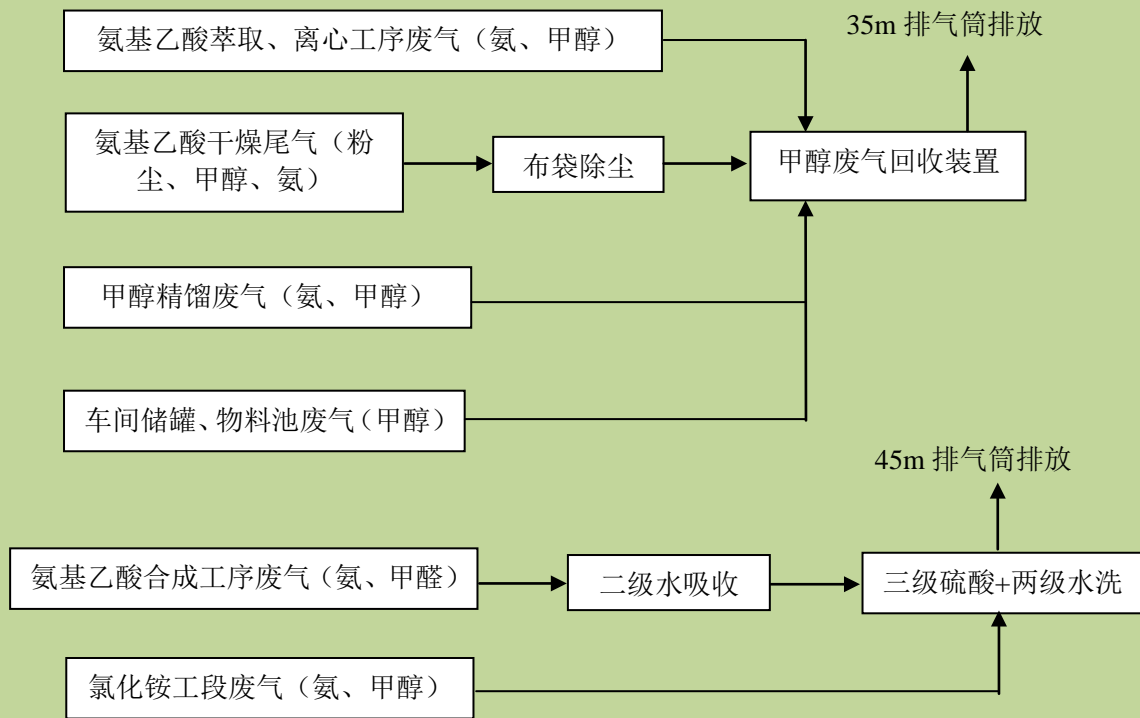 氨基乙酸萃取、离心工序废气（氨、甲醇）
35m 排气筒排放
氨基乙酸干燥尾气（粉
尘、甲醇、氨）
布袋除尘
甲醇废气回收装置
甲醇精馏废气（氨、甲醇）
车间储罐、物料池废气（甲醇）
45m 排气筒排放
氨基乙酸合成工序废气（氨、甲醛）
二级水吸收
三级硫酸+两级水洗
氯化铵工段废气（氨、甲醇）